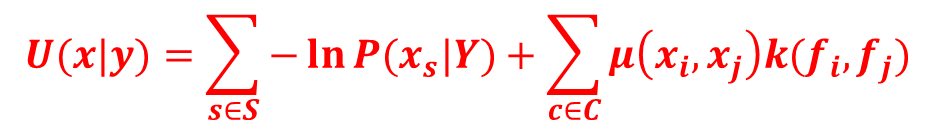 U(x|y) = ∑_{s∈S} − ln P(x_s|Y) + ∑_{c∈C} μ(x_i, x_j)k(f_i, f_j)